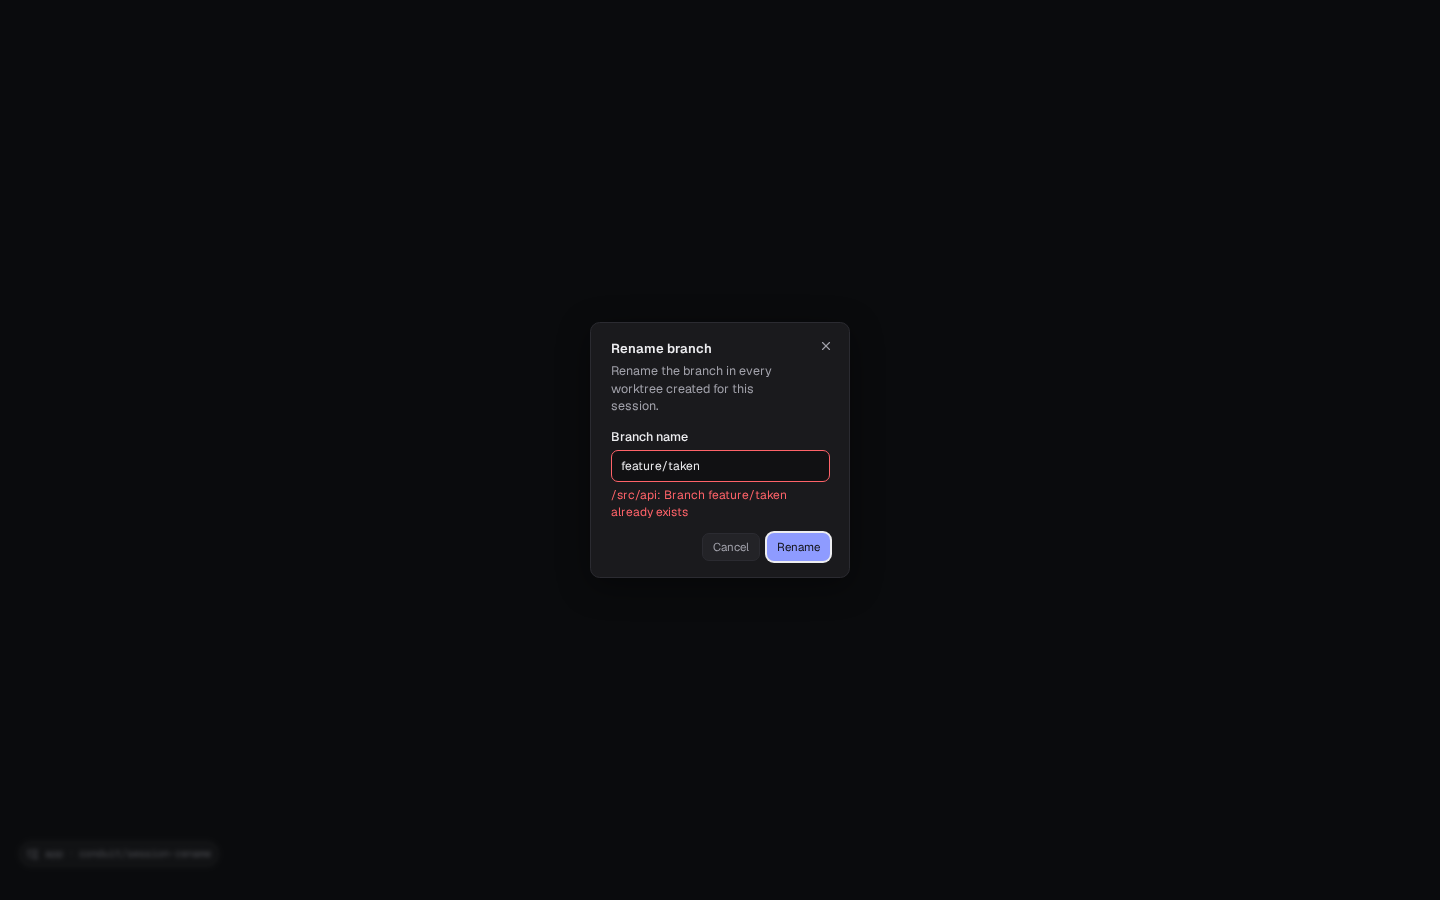 Rename branch
Rename the branch in every
worktree created for this
session.
Branch name
feature/taken
/src/api: Branch feature/taken
already exists
Cancel
Rename